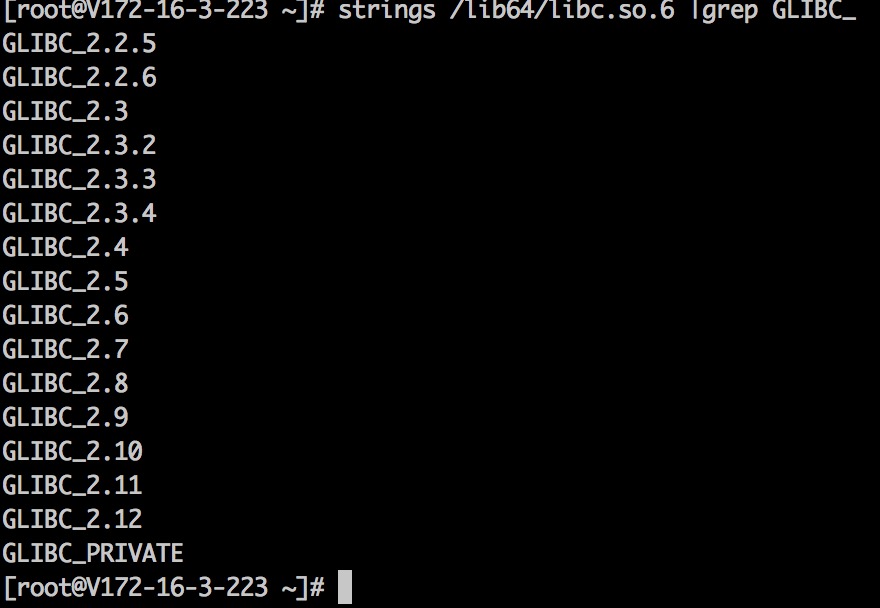 [root@V172-16-3-223 ~]# strings /lib64/libc.so.6 |grep GLIBC_
GLIBC_2.2.5
GLIBC_2.2.6
GLIBC_2.3
GLIBC_2.3.2
GLIBC_2.3.3
GLIBC_2.3.4
GLIBC_2.4
GLIBC_2.5
GLIBC_2.6
GLIBC_2.7
GLIBC_2.8
GLIBC_2.9
GLIBC_2.10
GLIBC_2.11
GLIBC_2.12
GLIBC_PRIVATE
[root@V172-16-3-223 ~]#